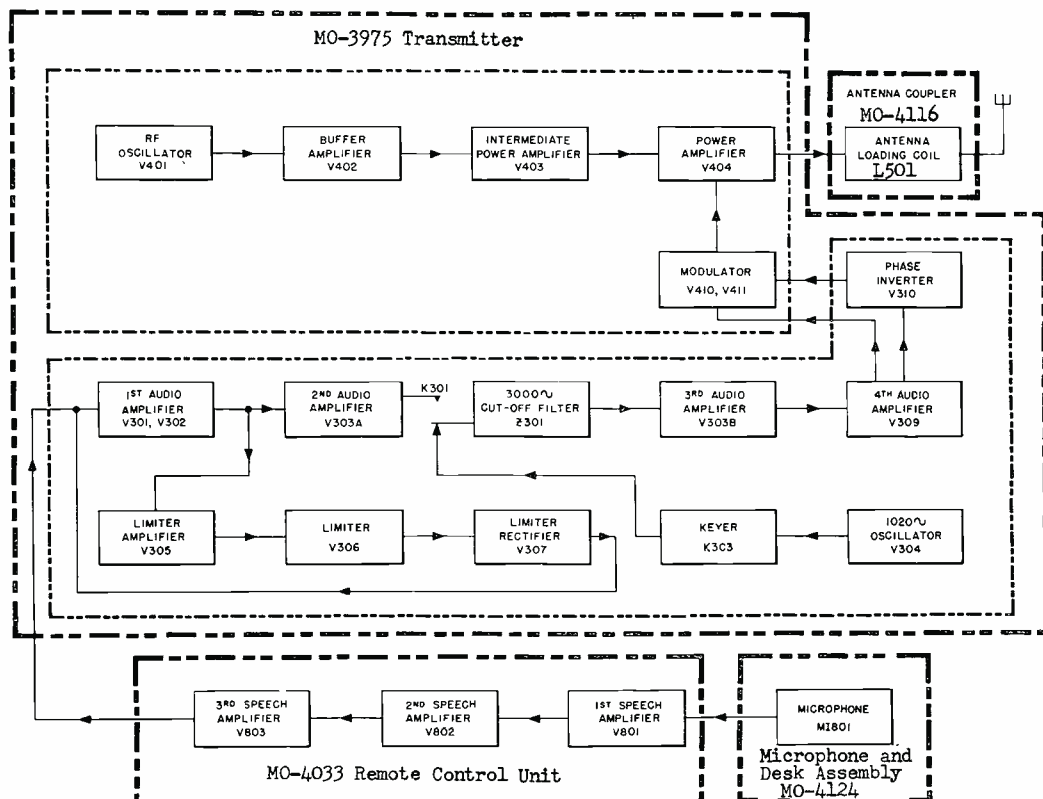 MO-3975 Transmitter
ANTENNA COUPLER
MO-4116
RF
OSCILLATOR
V401
BUFFER
AMPLIFIER
V402
INTERMEDIATE
POWER AMPLIFIER
V403
POWER
AMPLIFIER
V404
ANTENNA
LOADING COIL
L501
MODULATOR
V410, V411
PHASE
INVERTER
V310
1ST AUDIO
AMPLIFIER
V301, V302
2ND AUDIO
AMPLIFIER
V303A
K301
3000~
CUT-OFF FILTER
Z301
3RD AUDIO
AMPLIFIER
V303B
4TH AUDIO
AMPLIFIER
V309
LIMITER
AMPLIFIER
V305
LIMITER
V306
LIMITER
RECTIFIER
V307
KEYER
K303
1020~
OSCILLATOR
V304
3RD SPEECH
AMPLIFIER
V803
2ND SPEECH
AMPLIFIER
V802
1ST SPEECH
AMPLIFIER
V801
MICROPHONE
MI801
MO-4033 Remote Control Unit
Microphone and
Desk Assembly
MO-4124